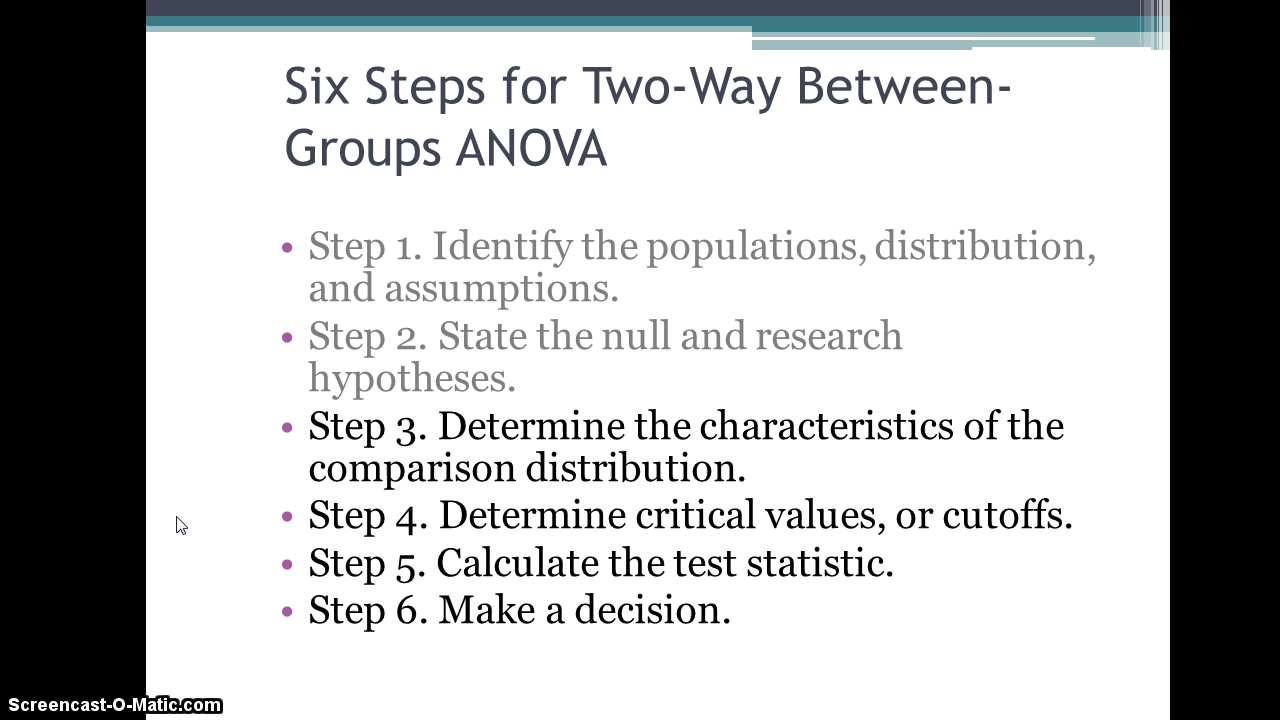 Six Steps for Two-Way Between-
Groups ANOVA
• Step 1. Identify the populations, distribution,
and assumptions.
• Step 2. State the null and research
hypotheses.
• Step 3. Determine the characteristics of the
comparison distribution.
• Step 4. Determine critical values, or cutoffs.
• Step 5. Calculate the test statistic.
• Step 6. Make a decision.
Screencast-O-Matic.com